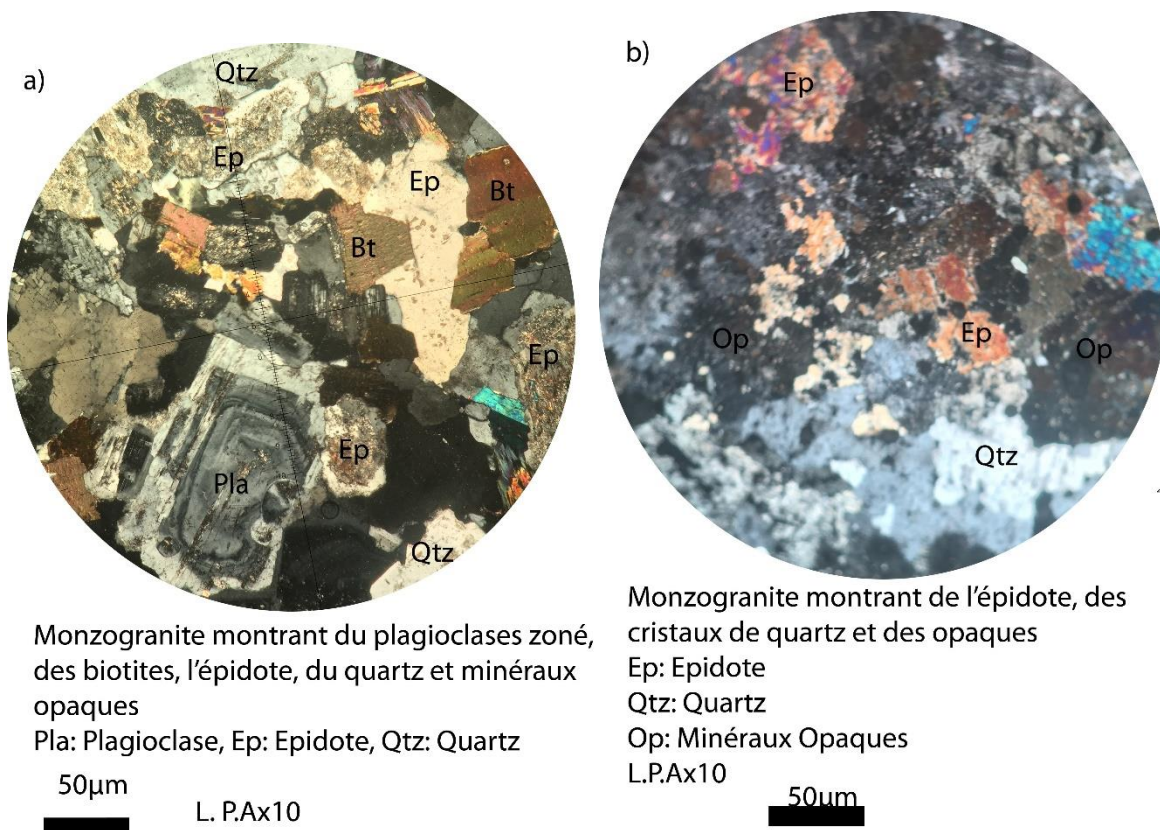 a)
Qtz
Ep
Ep
Bt
Bt
Ep
Ep
Pla
Qtz
Monzogranite montrant du plagioclases zoné,
des biotites, l’épidote, du quartz et minéraux
opaques
Pla: Plagioclase, Ep: Epidote, Qtz: Quartz
50µm
L. P.Ax10
b)
Ep
Op
Ep
Op
Qtz
Monzogranite montrant de l’épidote, des
cristaux de quartz et des opaques
Ep: Epidote
Qtz: Quartz
Op: Minéraux Opaques
L.P.Ax10
50µm